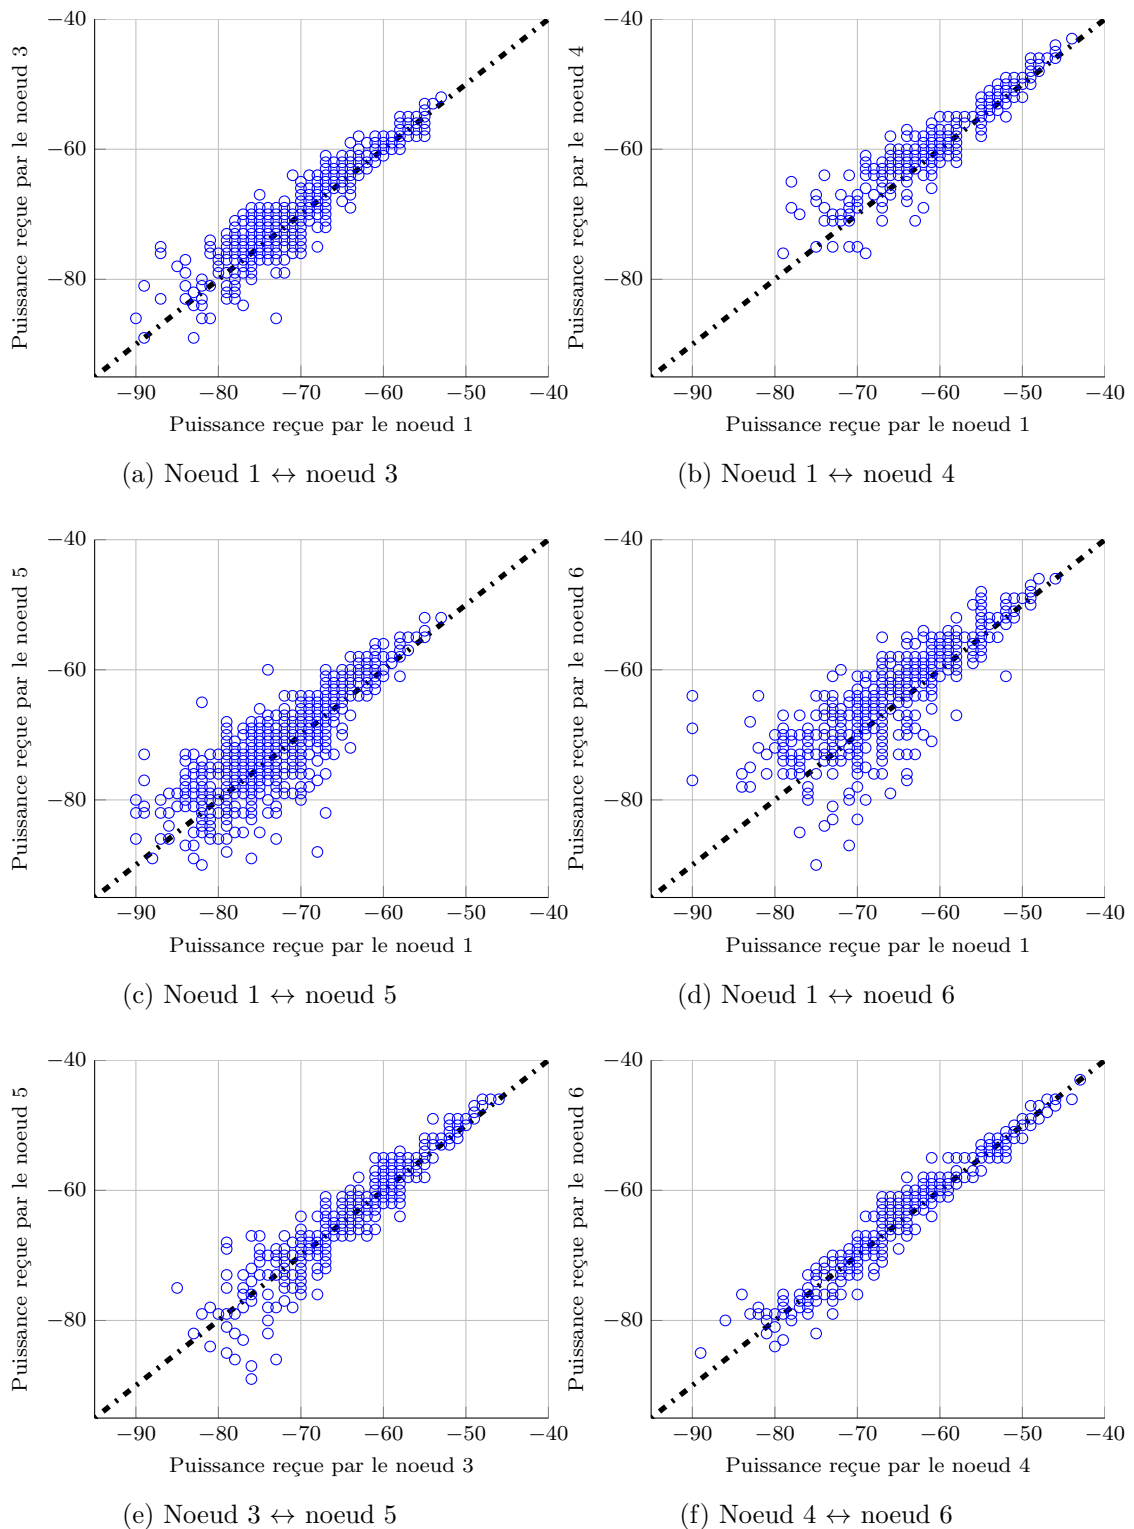 −40
−60
−80
−90 −80 −70 −60 −50 −40
Puissance reçue par le noeud 1
Puissance reçue par le noeud 3
(a) Noeud 1 ↔ noeud 3
−40
−60
−80
−90 −80 −70 −60 −50 −40
Puissance reçue par le noeud 1
Puissance reçue par le noeud 4
(b) Noeud 1 ↔ noeud 4
−40
−60
−80
−90 −80 −70 −60 −50 −40
Puissance reçue par le noeud 1
Puissance reçue par le noeud 5
(c) Noeud 1 ↔ noeud 5
−40
−60
−80
−90 −80 −70 −60 −50 −40
Puissance reçue par le noeud 1
Puissance reçue par le noeud 6
(d) Noeud 1 ↔ noeud 6
−40
−60
−80
−90 −80 −70 −60 −50 −40
Puissance reçue par le noeud 3
Puissance reçue par le noeud 5
(e) Noeud 3 ↔ noeud 5
−40
−60
−80
−90 −80 −70 −60 −50 −40
Puissance reçue par le noeud 4
Puissance reçue par le noeud 6
(f) Noeud 4 ↔ noeud 6